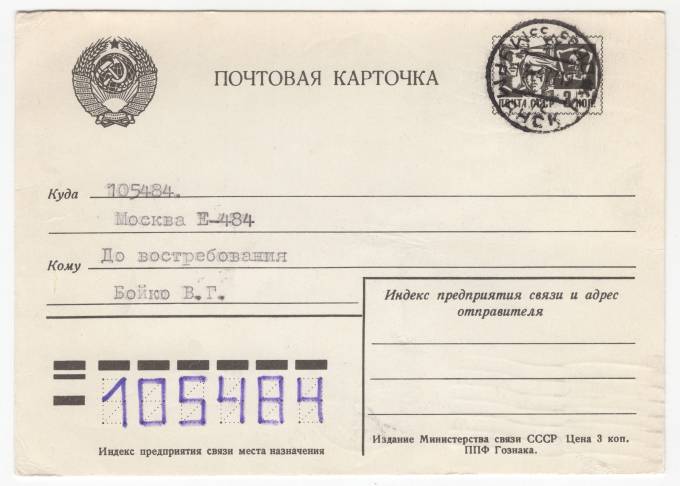 ПОЧТОВАЯ КАРТОЧКА
ПОЧТА СССР
Куда 105484.
Москва Е-484
До востребования
Кому
Бойко В.Г.
Индекс предприятия связи и адрес
отправителя
105484
Индекс предприятия связи места назначения
Издание Министерства связи СССР Цена 3 коп.
ППФ Гознака.